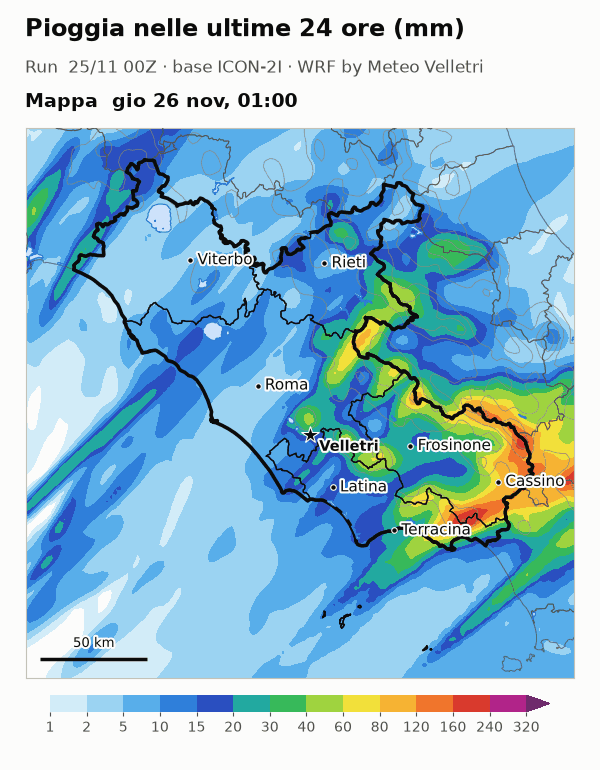 Pioggia nelle ultime 24 ore (mm)
Run  25/11 00Z · base ICON-2I · WRF by Meteo Velletri
Mappa  gio 26 nov, 01:00
Viterbo
Rieti
Roma
Velletri
Frosinone
Latina
Cassino
Terracina
50 km
1 2 5 10 15 20 30 40 60 80 120 160 240 320